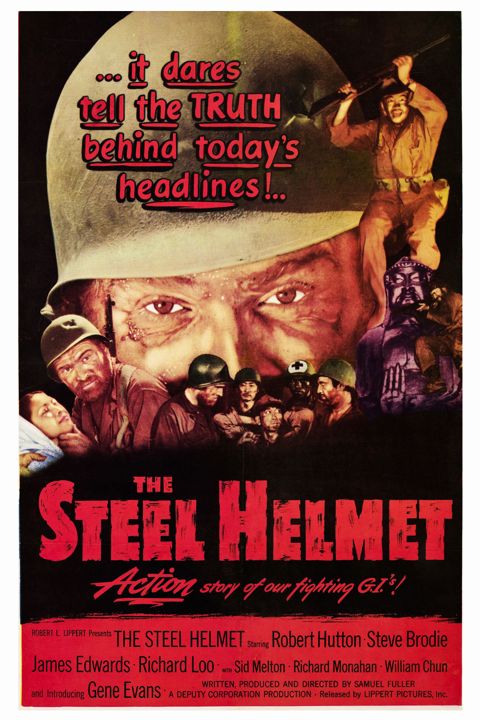 ... it dares
tell the TRUTH
behind today's
headlines!..
THE
STEEL HELMET
Action story of our fighting G.I.'s!
ROBERT L. LIPPERT Presents THE STEEL HELMET Starring Robert Hutton · Steve Brodie
James Edwards · Richard Loo · with Sid Melton · Richard Monahan · William Chun
and Introducing Gene Evans · WRITTEN, PRODUCED AND DIRECTED BY SAMUEL FULLER
A DEPUTY CORPORATION PRODUCTION · Released by LIPPERT PICTURES, Inc.